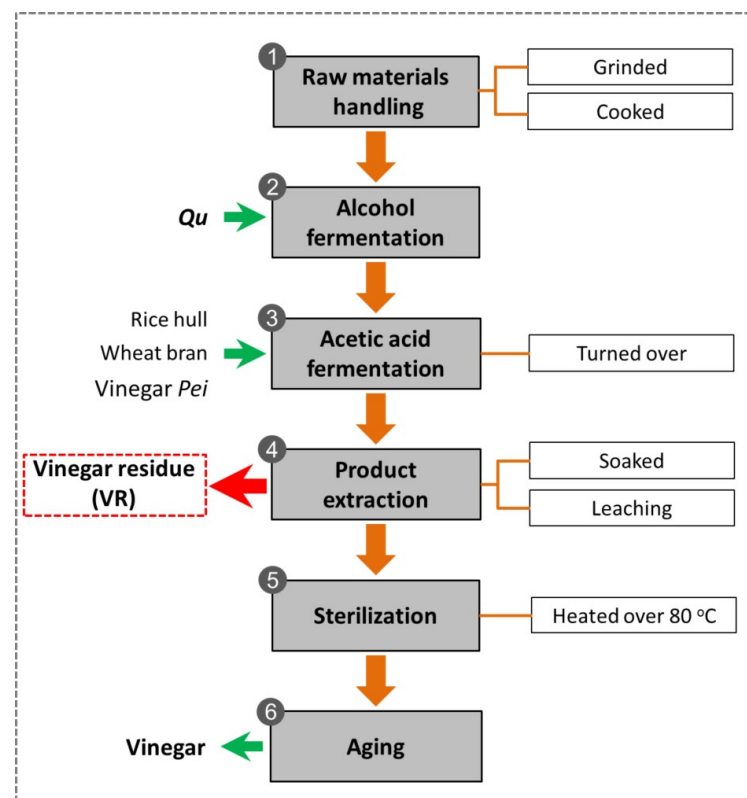 1
Raw materials
handling
Grinded
Cooked
2
Qu
Alcohol
fermentation
3
Rice hull
Wheat bran
Vinegar Pei
Acetic acid
fermentation
Turned over
4
Vinegar residue
(VR)
Product
extraction
Soaked
Leaching
5
Sterilization
Heated over 80 °C
6
Vinegar
Aging